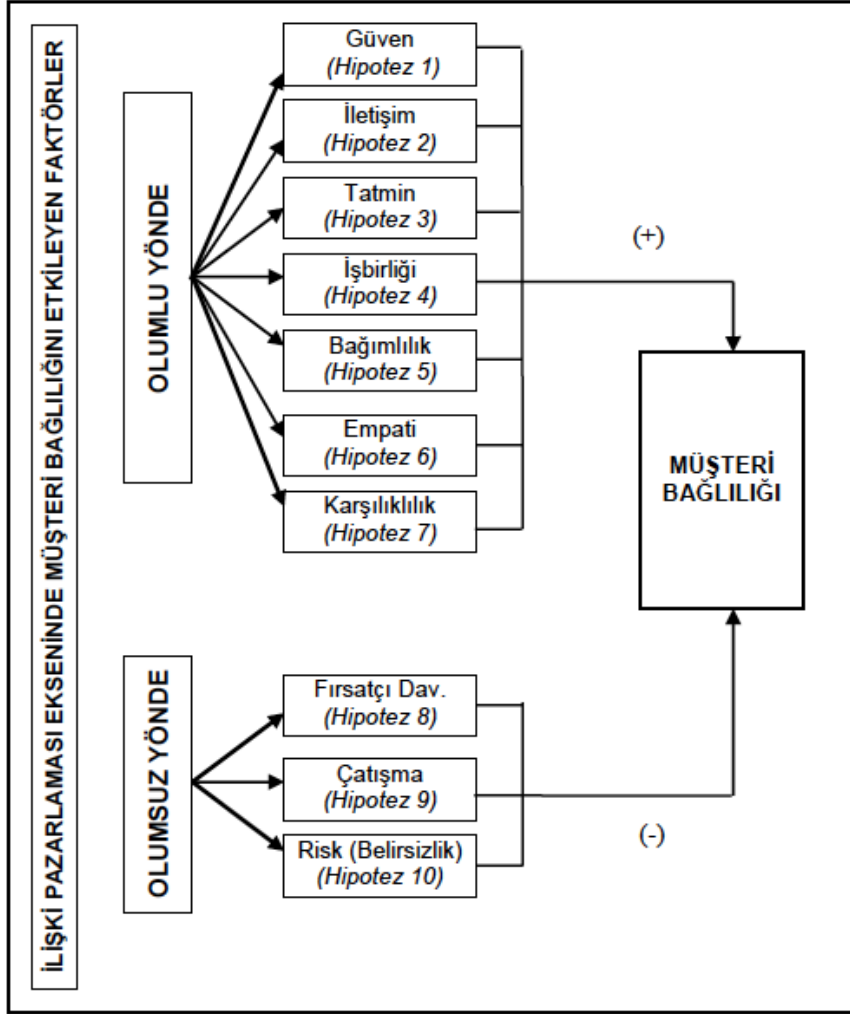 İLİŞKİ PAZARLAMASI EKSENİNDE MÜŞTERİ BAĞLILIĞINI ETKİLEYEN FAKTÖRLER
OLUMLU YÖNDE
Güven
(Hipotez 1)
İletişim
(Hipotez 2)
Tatmin
(Hipotez 3)
İşbirliği
(Hipotez 4)
Bağımlılık
(Hipotez 5)
Empati
(Hipotez 6)
Karşılıklılık
(Hipotez 7)
(+)
MÜŞTERİ
BAĞLILIĞI
OLUMSUZ YÖNDE
Fırsatçı Dav.
(Hipotez 8)
Çatışma
(Hipotez 9)
Risk (Belirsizlik)
(Hipotez 10)
(-)